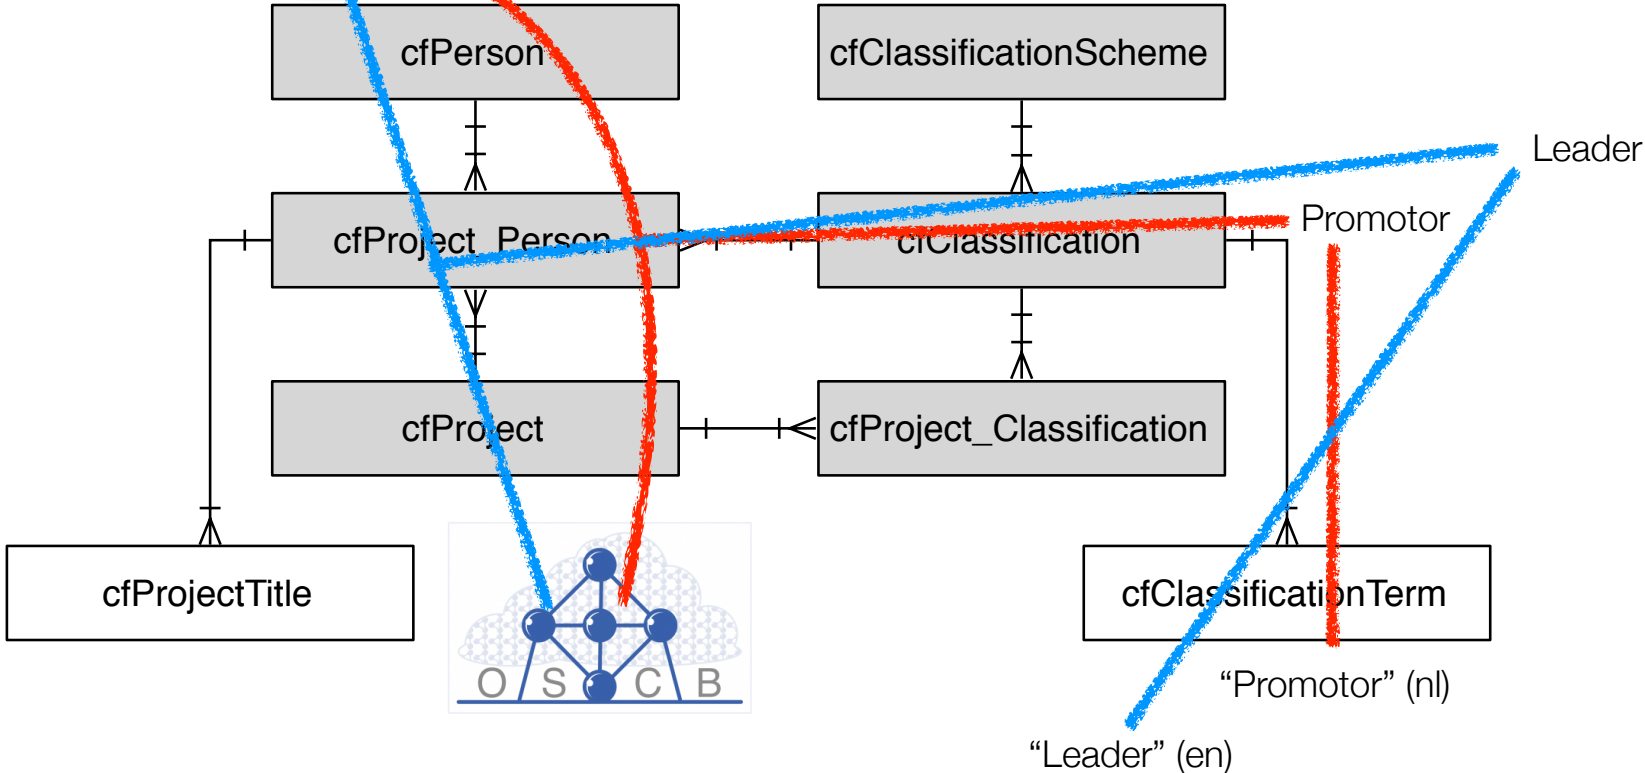 cfPerson
cfClassificationScheme
Leader
Promotor
cfProject_Person
cfClassification
cfProject
cfProject_Classification
cfProjectTitle
cfClassificationTerm
O S C B
“Promotor” (nl)
“Leader” (en)